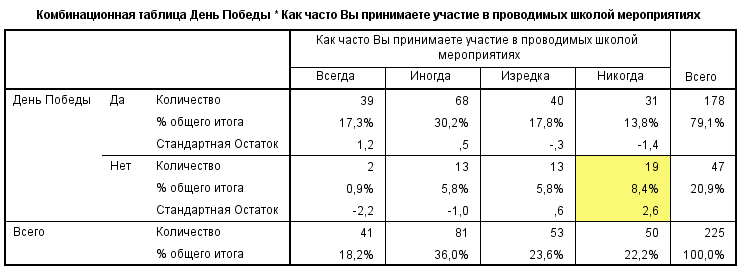 Комбинационная таблица День Победы * Как часто Вы принимаете участие в проводимых школой мероприятиях
Как часто Вы принимаете участие в проводимых школой
мероприятиях
Всегда Иногда Изредка Никогда Всего
День Победы Да Количество 39 68 40 31 178
% общего итога 17,3% 30,2% 17,8% 13,8% 79,1%
Стандартная Остаток 1,2 ,5 -,3 -1,4
Нет Количество 2 13 13 19 47
% общего итога 0,9% 5,8% 5,8% 8,4% 20,9%
Стандартная Остаток -2,2 -1,0 ,6 2,6
Всего Количество 41 81 53 50 225
% общего итога 18,2% 36,0% 23,6% 22,2% 100,0%